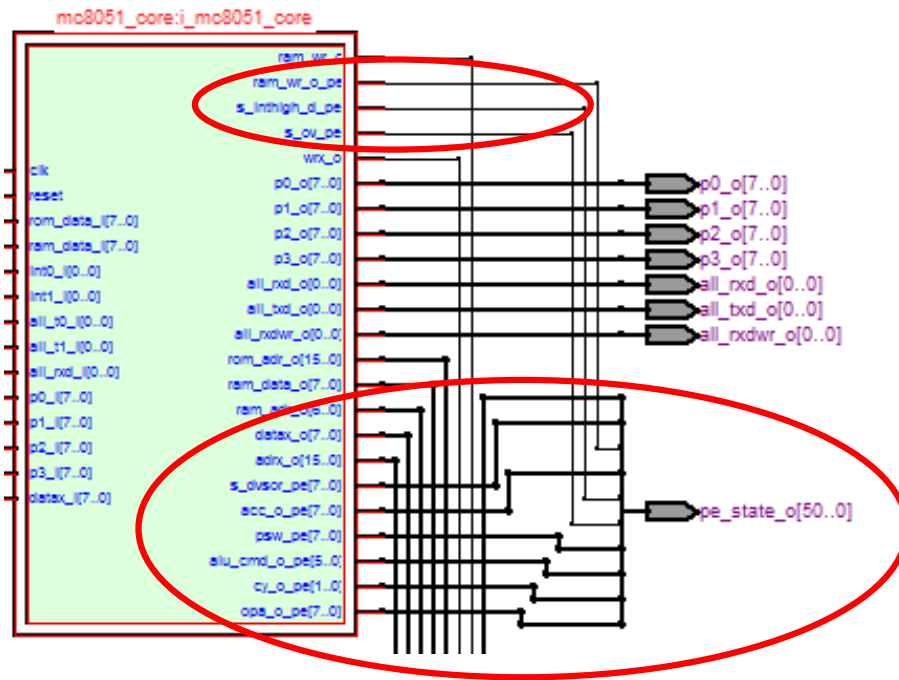 mc8051_core:i_mc8051_core
ram_wr_o
ram_wr_o_pe
s_inthigh_d_pe
s_ov_pe
wrx_o
clk
reset
rom_data_i[7..0]
ram_data_i[7..0]
int0_i[0..0]
int1_i[0..0]
all_t0_i[0..0]
all_t1_i[0..0]
all_rxd_i[0..0]
p0_i[7..0]
p1_i[7..0]
p2_i[7..0]
p3_i[7..0]
datax_i[7..0]
p0_o[7..0]
p1_o[7..0]
p2_o[7..0]
p3_o[7..0]
all_rxd_o[0..0]
all_txd_o[0..0]
all_rxdwr_o[0..0]
rom_adr_o[15..0]
ram_data_o[7..0]
ram_adr_o[6..0]
datax_o[7..0]
adrx_o[15..0]
s_dvsor_pe[7..0]
acc_o_pe[7..0]
psw_pe[7..0]
alu_cmd_o_pe[5..0]
cy_o_pe[1..0]
opa_o_pe[7..0]
p0_o[7..0]
p1_o[7..0]
p2_o[7..0]
p3_o[7..0]
all_rxd_o[0..0]
all_txd_o[0..0]
all_rxdwr_o[0..0]
pe_state_o[50..0]